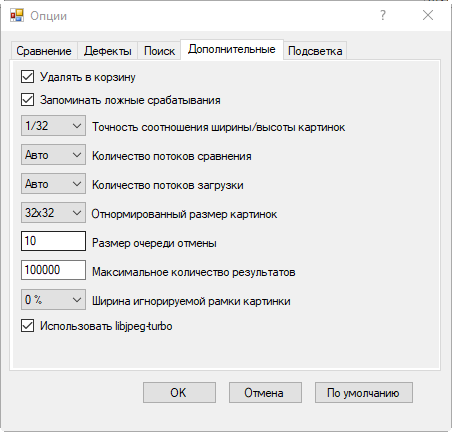 Опции
?
Сравнение Дефекты Поиск Дополнительные Подсветка
Удалять в корзину
Запоминать ложные срабатывания
1/32 Точность соотношения ширины/высоты картинок
Авто Количество потоков сравнения
Авто Количество потоков загрузки
32x32 Отнормированный размер картинок
10 Размер очереди отмены
100000 Максимальное количество результатов
0 % Ширина игнорируемой рамки картинки
Использовать libjpeg-turbo
OK Отмена По умолчанию